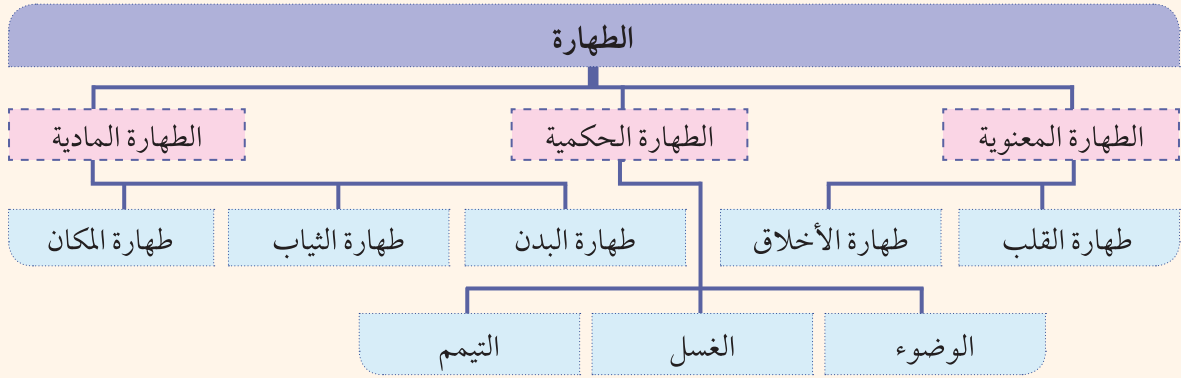 الطهارة
الطهارة المعنوية
الطهارة الحكمية
الطهارة المادية
طهارة القلب
طهارة الأخلاق
طهارة البدن
طهارة الثياب
طهارة المكان
الوضوء
الغسل
التيمم